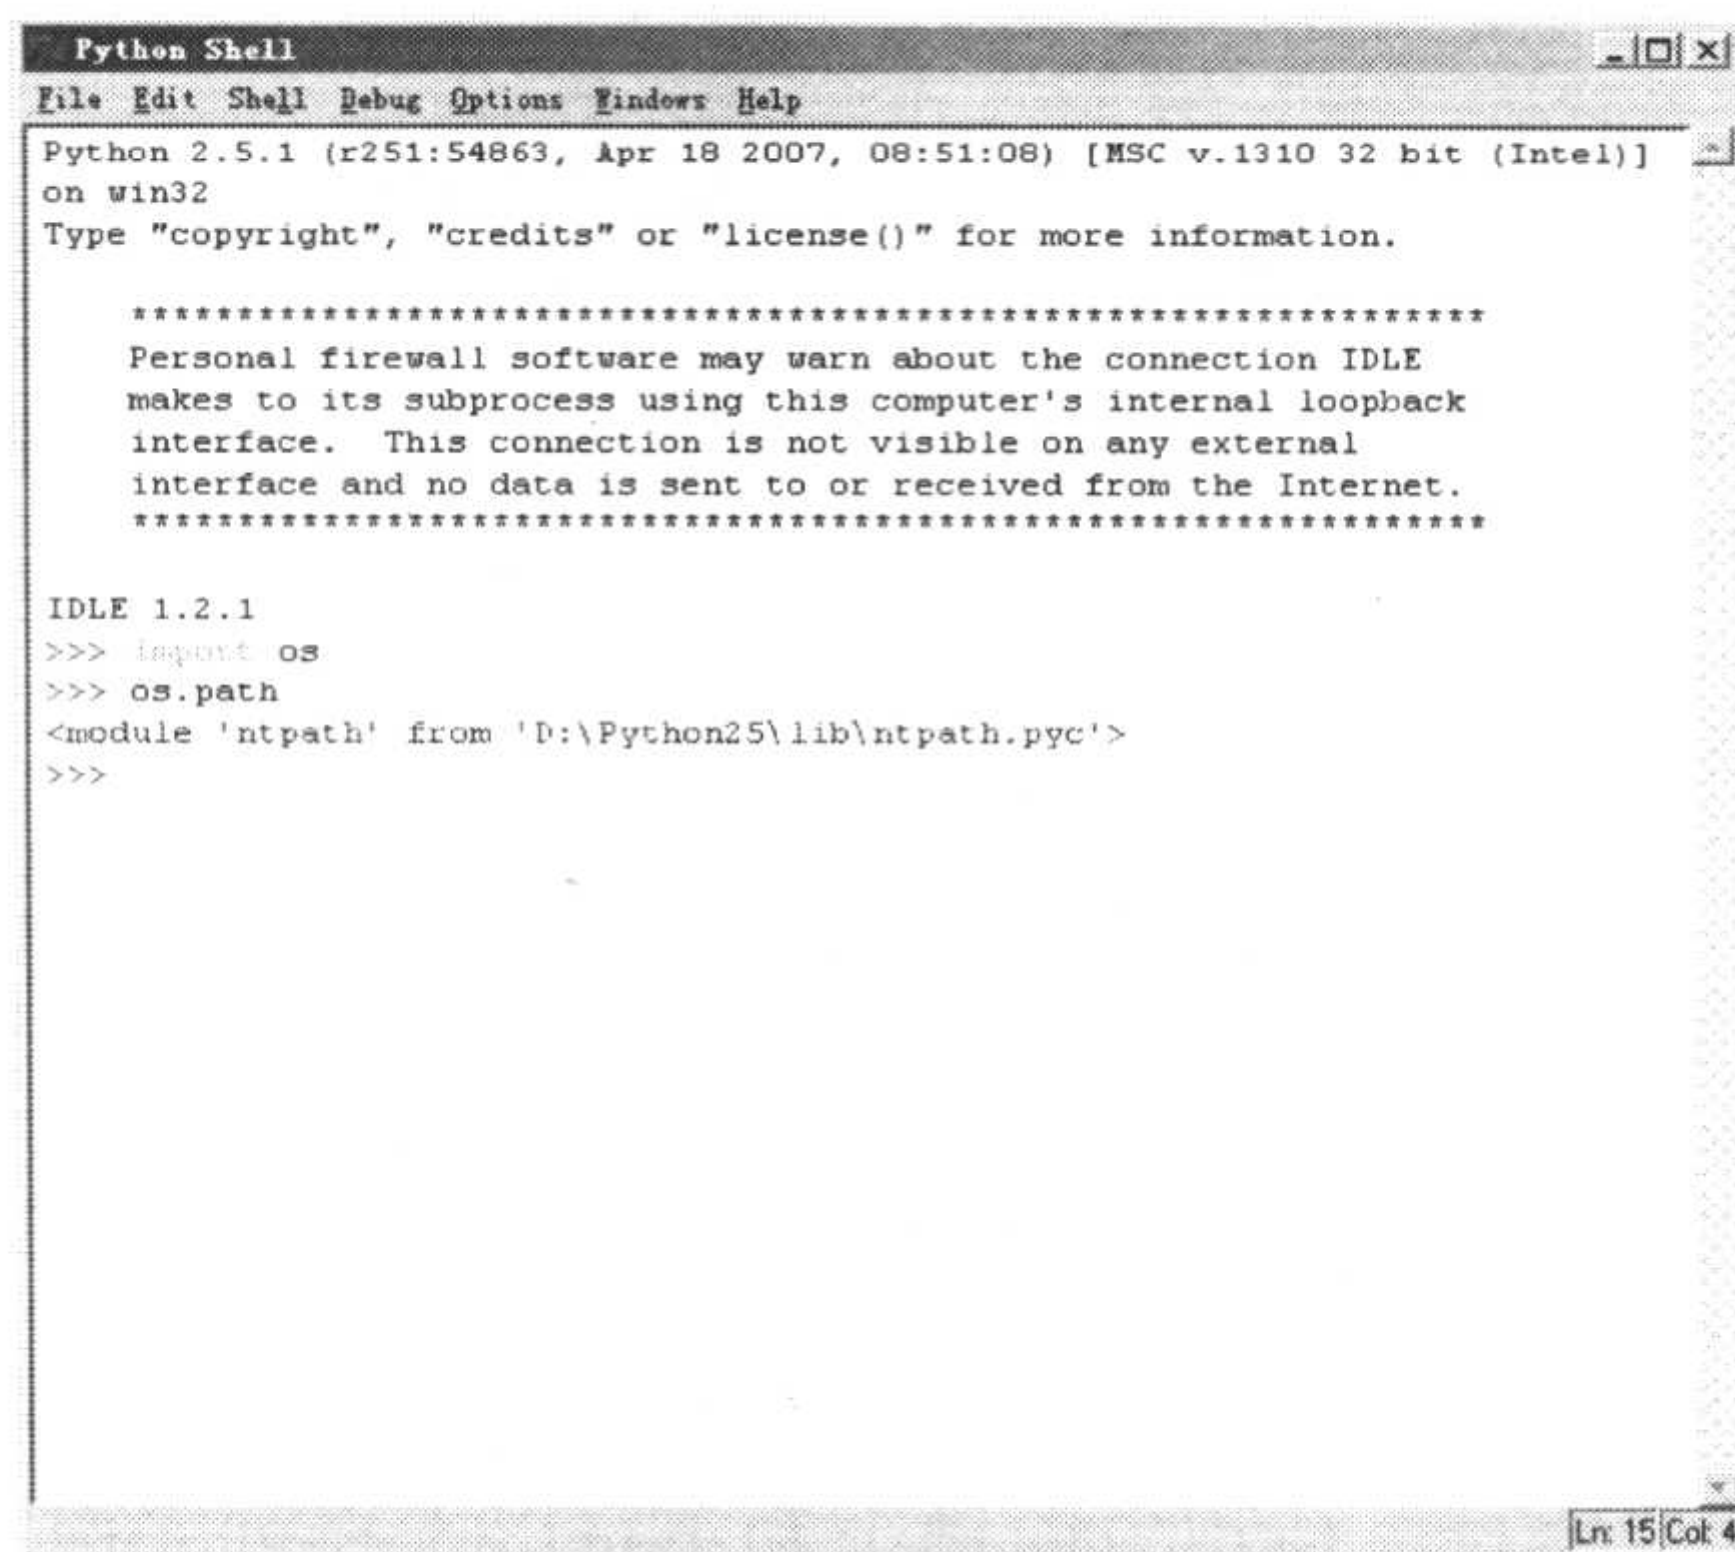 Python Shell
File Edit Shell Debug Options Windows Help
Python 2.5.1 (r251:54863, Apr 18 2007, 08:51:08) [MSC v.1310 32 bit (Intel)]
on win32
Type "copyright", "credits" or "license()" for more information.
****************************************************************
Personal firewall software may warn about the connection IDLE
makes to its subprocess using this computer's internal loopback
interface.  This connection is not visible on any external
interface and no data is sent to or received from the Internet.
****************************************************************
IDLE 1.2.1
>>> import os
>>> os.path
<module 'ntpath' from 'D:\Python25\lib\ntpath.pyc'>
>>>
Ln: 15 Col: 4